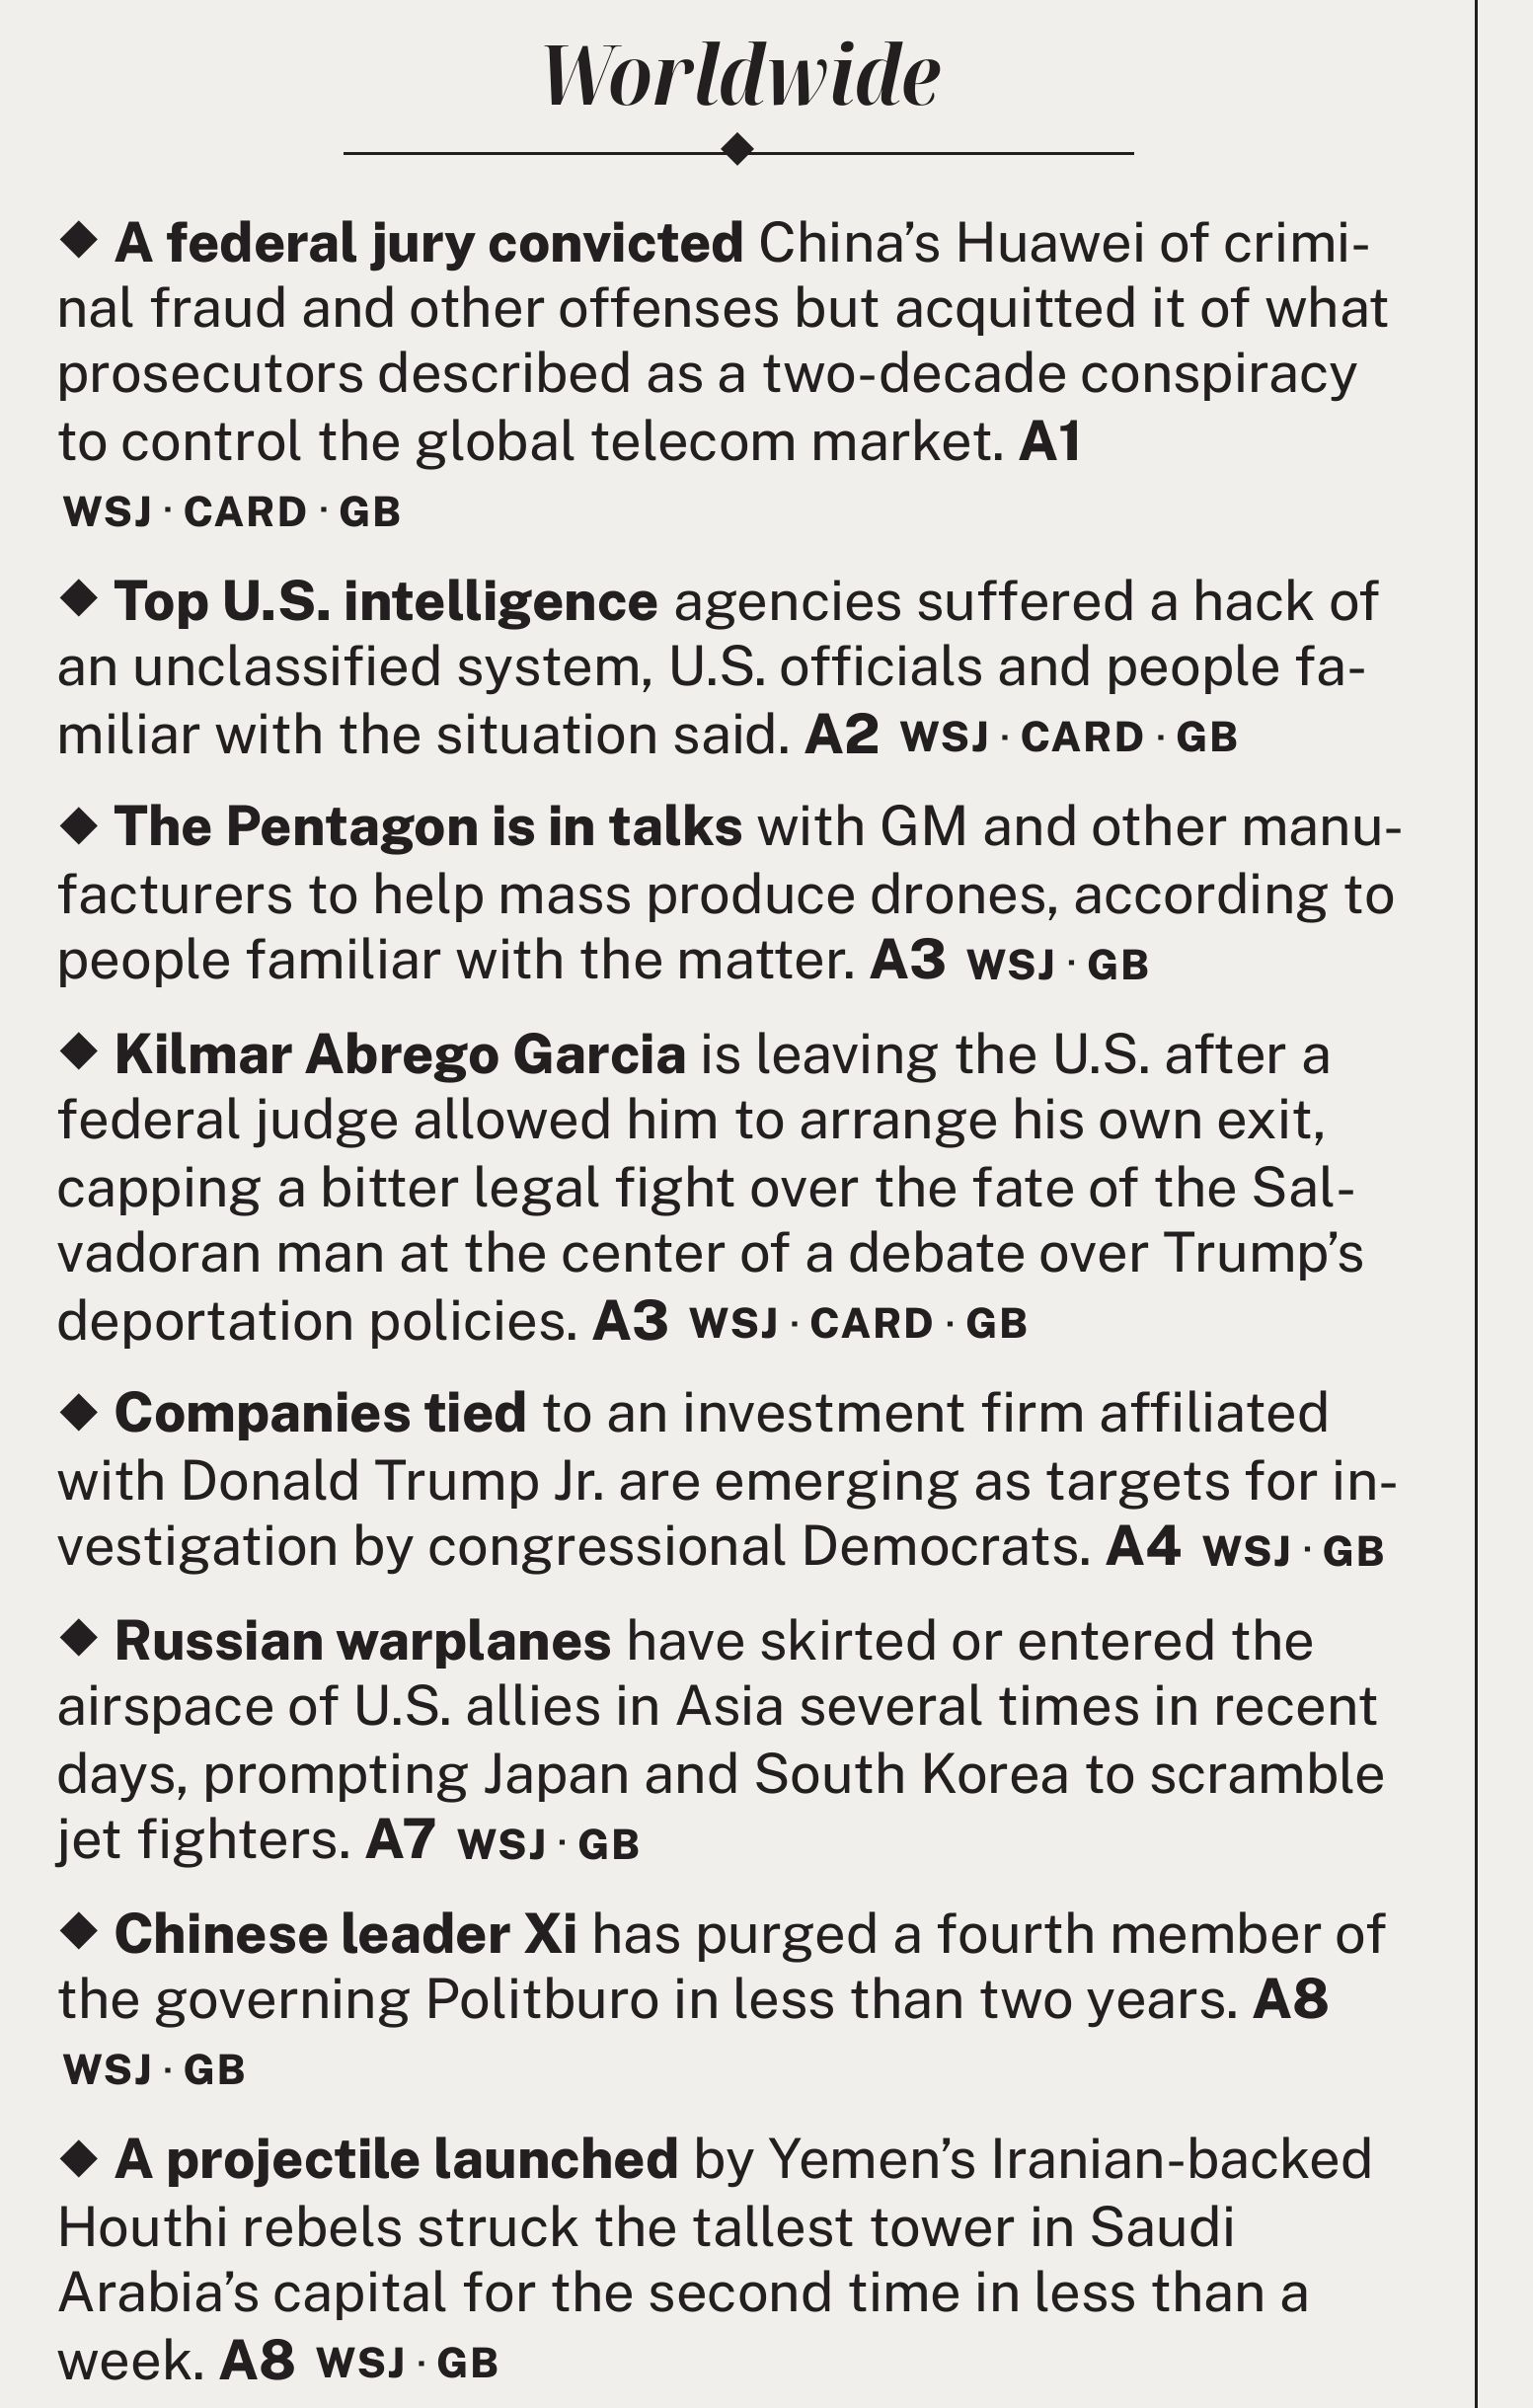 Worldwide
◆ A federal jury convicted China’s Huawei of crimi-
nal fraud and other offenses but acquitted it of what
prosecutors described as a two-decade conspiracy
to control the global telecom market. A1
WSJ · CARD · GB
◆ Top U.S. intelligence agencies suffered a hack of
an unclassified system, U.S. officials and people fa-
miliar with the situation said. A2 WSJ · CARD · GB
◆ The Pentagon is in talks with GM and other manu-
facturers to help mass produce drones, according to
people familiar with the matter. A3 WSJ · GB
◆ Kilmar Abrego Garcia is leaving the U.S. after a
federal judge allowed him to arrange his own exit,
capping a bitter legal fight over the fate of the Sal-
vadoran man at the center of a debate over Trump’s
deportation policies. A3 WSJ · CARD · GB
◆ Companies tied to an investment firm affiliated
with Donald Trump Jr. are emerging as targets for in-
vestigation by congressional Democrats. A4 WSJ · GB
◆ Russian warplanes have skirted or entered the
airspace of U.S. allies in Asia several times in recent
days, prompting Japan and South Korea to scramble
jet fighters. A7 WSJ · GB
◆ Chinese leader Xi has purged a fourth member of
the governing Politburo in less than two years. A8
WSJ · GB
◆ A projectile launched by Yemen’s Iranian-backed
Houthi rebels struck the tallest tower in Saudi
Arabia’s capital for the second time in less than a
week. A8 WSJ · GB